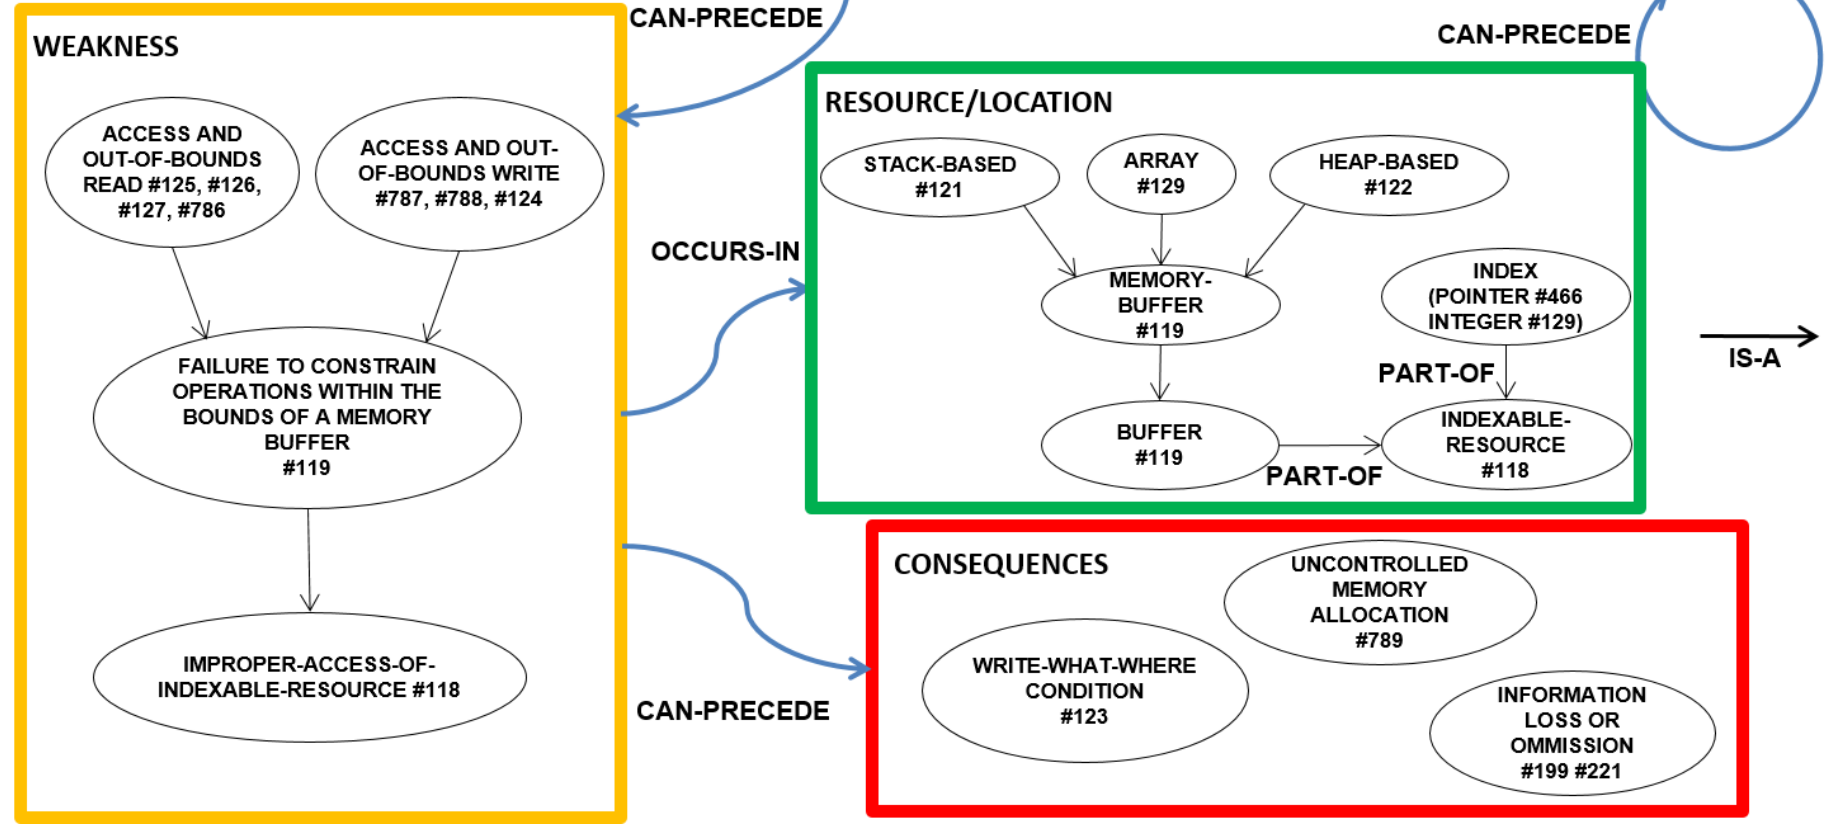 CAN-PRECEDE
CAN-PRECEDE
WEAKNESS
ACCESS AND
OUT-OF-BOUNDS
READ #125, #126,
#127, #786
ACCESS AND OUT-
OF-BOUNDS WRITE
#787, #788, #124
FAILURE TO CONSTRAIN
OPERATIONS WITHIN THE
BOUNDS OF A MEMORY
BUFFER
#119
IMPROPER-ACCESS-OF-
INDEXABLE-RESOURCE #118
OCCURS-IN
RESOURCE/LOCATION
STACK-BASED
#121
ARRAY
#129
HEAP-BASED
#122
MEMORY-
BUFFER
#119
INDEX
(POINTER #466
INTEGER #129)
PART-OF
BUFFER
#119
PART-OF
INDEXABLE-
RESOURCE
#118
IS-A
CAN-PRECEDE
CONSEQUENCES
UNCONTROLLED
MEMORY
ALLOCATION
#789
WRITE-WHAT-WHERE
CONDITION
#123
INFORMATION
LOSS OR
OMMISSION
#199 #221